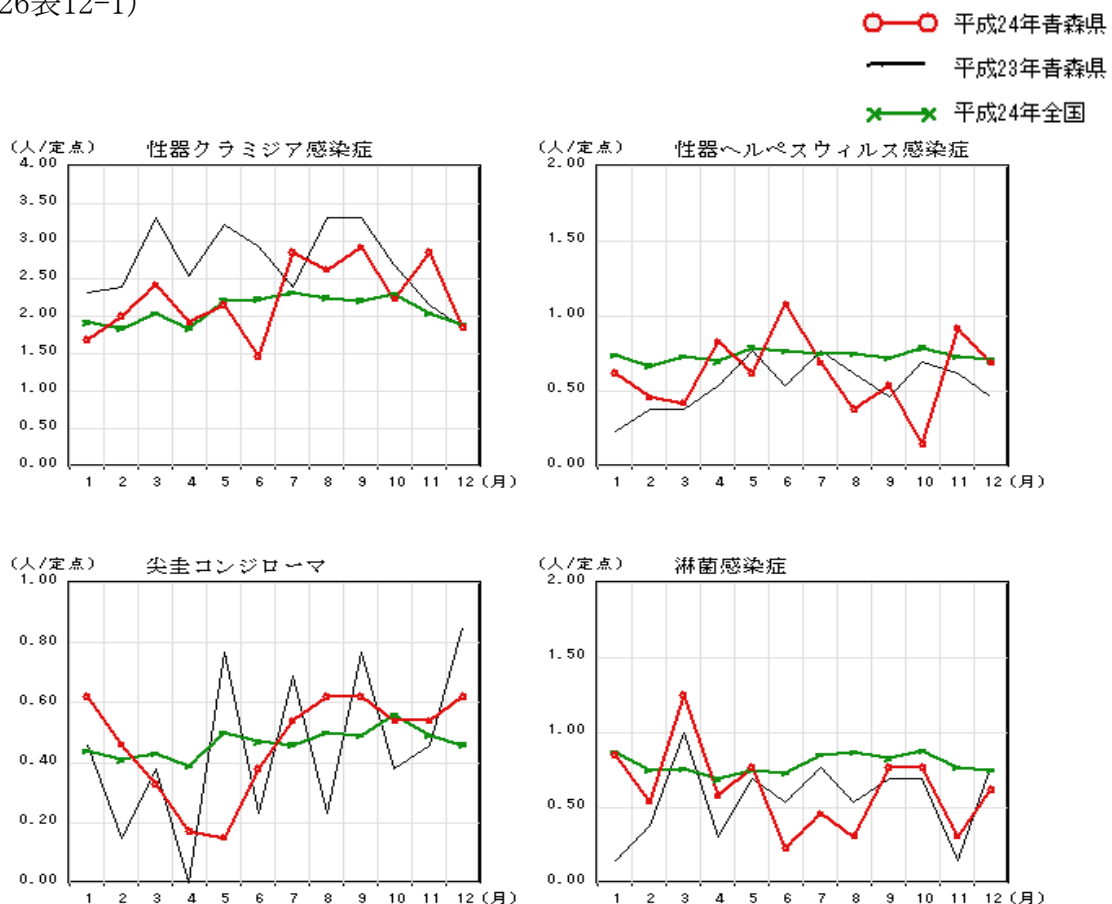 26表12-1)
平成24年青森県
平成23年青森県
平成24年全国
(人/定点) 性器クラミジア感染症
4.00
3.50
3.00
2.50
2.00
1.50
1.00
0.50
0.00
1 2 3 4 5 6 7 8 9 10 11 12 (月)
(人/定点) 性器ヘルペスウィルス感染症
2.00
1.50
1.00
0.50
0.00
1 2 3 4 5 6 7 8 9 10 11 12 (月)
(人/定点) 尖圭コンジローマ
1.00
0.80
0.60
0.40
0.20
0.00
1 2 3 4 5 6 7 8 9 10 11 12 (月)
(人/定点) 淋菌感染症
2.00
1.50
1.00
0.50
0.00
1 2 3 4 5 6 7 8 9 10 11 12 (月)